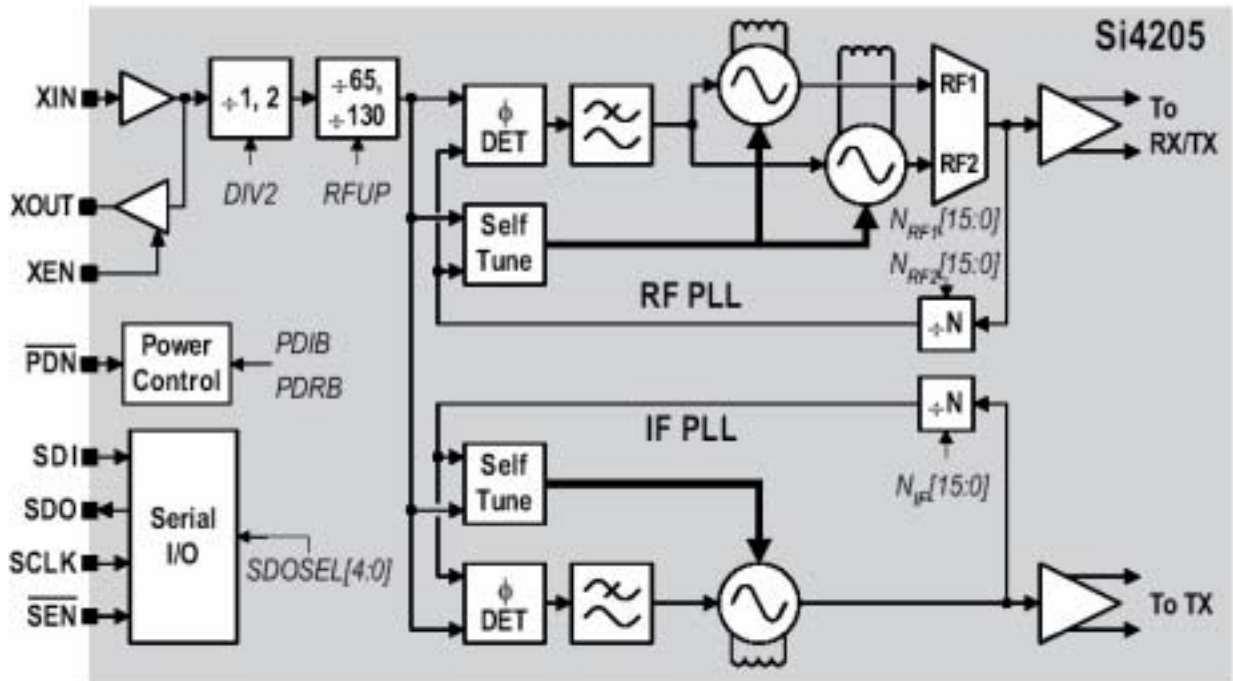 Si4205
XIN
÷1, 2
÷65,
÷130
ϕ
DET
RF1
RF2
To
RX/TX
XOUT
DIV2
RFUP
XEN
Self
Tune
N_RF1[15:0]
N_RF2[15:0]
RF PLL
÷N
PDN
Power
Control
PDIB
PDRB
÷N
IF PLL
N_IF[15:0]
SDI
SDO
SCLK
SEN
Serial
I/O
SDOSEL[4:0]
Self
Tune
ϕ
DET
To TX